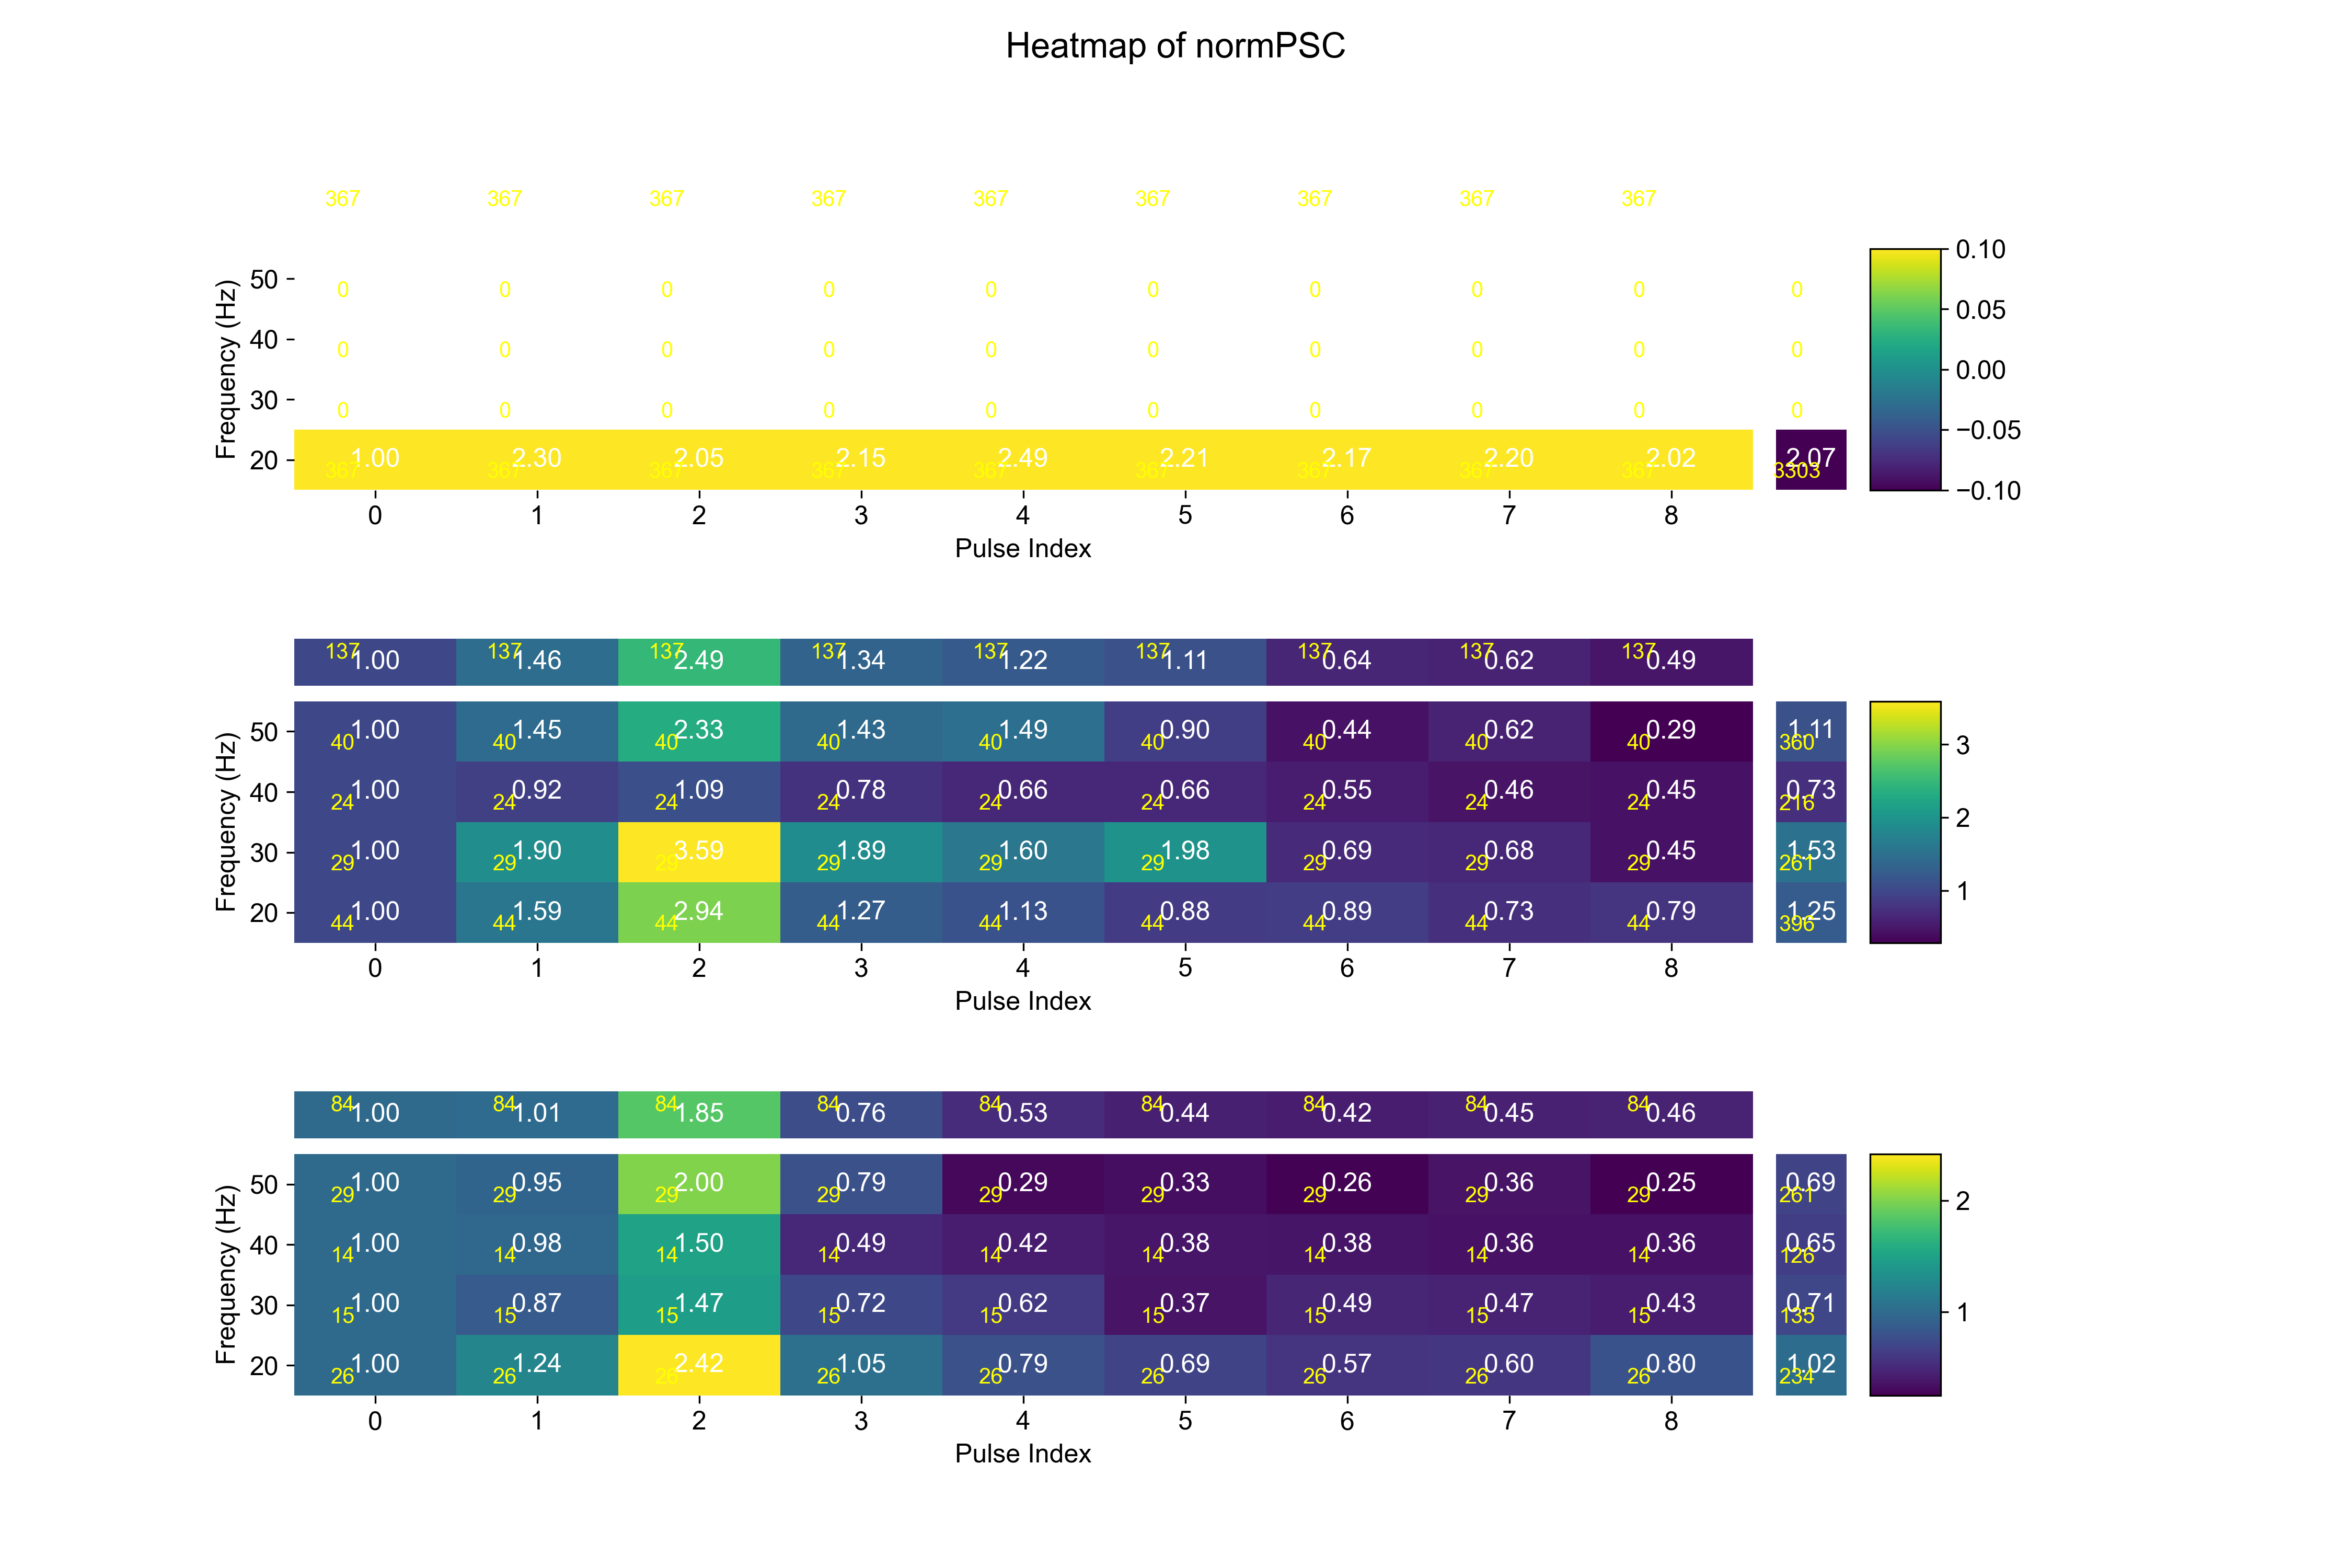 Heatmap of normPSC
367 367 367 367 367 367 367 367 367
0.10
50 0 0 0 0 0 0 0 0 0 0
0.05
40 0 0 0 0 0 0 0 0 0 0
0.00
30 0 0 0 0 0 0 0 0 0 0
−0.05
20 1.00 2.30 2.05 2.15 2.49 2.21 2.17 2.20 2.02 2.07
367 367 367 367 367 367 367 367 367 3303
−0.10
Frequency (Hz)
0 1 2 3 4 5 6 7 8
Pulse Index
137 137 137 137 137 137 137 137 137
1.00 1.46 2.49 1.34 1.22 1.11 0.64 0.62 0.49
50 1.00 1.45 2.33 1.43 1.49 0.90 0.44 0.62 0.29 1.11
40 40 40 40 40 40 40 40 40 360
3
40 1.00 0.92 1.09 0.78 0.66 0.66 0.55 0.46 0.45 0.73
24 24 24 24 24 24 24 24 24 216
2
30 1.00 1.90 3.59 1.89 1.60 1.98 0.69 0.68 0.45 1.53
29 29 29 29 29 29 29 29 29 261
1
20 1.00 1.59 2.94 1.27 1.13 0.88 0.89 0.73 0.79 1.25
44 44 44 44 44 44 44 44 44 396
Frequency (Hz)
0 1 2 3 4 5 6 7 8
Pulse Index
84 84 84 84 84 84 84 84 84
1.00 1.01 1.85 0.76 0.53 0.44 0.42 0.45 0.46
50 1.00 0.95 2.00 0.79 0.29 0.33 0.26 0.36 0.25 0.69
29 29 29 29 29 29 29 29 29 261
2
40 1.00 0.98 1.50 0.49 0.42 0.38 0.38 0.36 0.36 0.65
14 14 14 14 14 14 14 14 14 126
30 1.00 0.87 1.47 0.72 0.62 0.37 0.49 0.47 0.43 0.71
15 15 15 15 15 15 15 15 15 135
1
20 1.00 1.24 2.42 1.05 0.79 0.69 0.57 0.60 0.80 1.02
26 26 26 26 26 26 26 26 26 234
Frequency (Hz)
0 1 2 3 4 5 6 7 8
Pulse Index